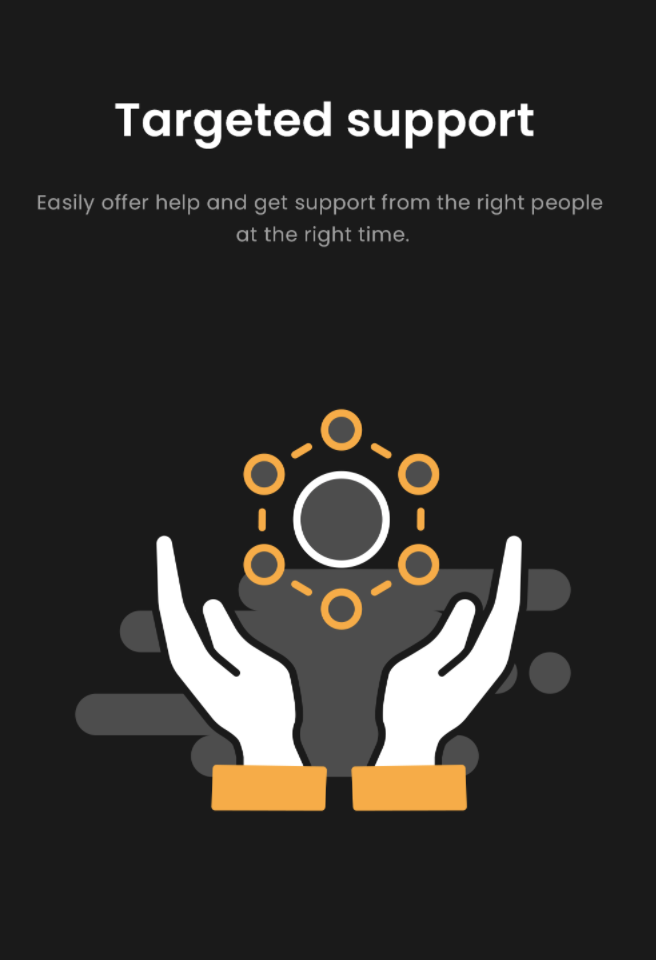 Targeted support
Easily offer help and get support from the right people
at the right time.